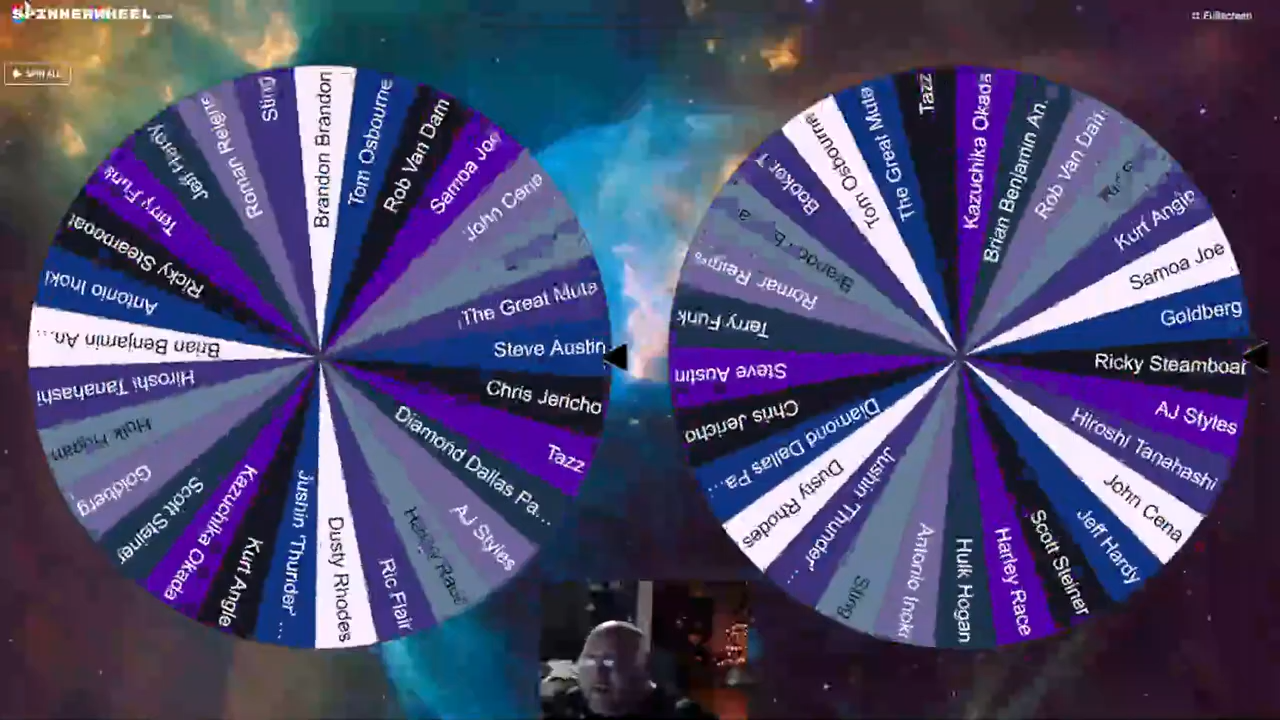 SPINNERWHEEL.com
Fullscreen
SPIN ALL
Brandon Brandon
Tom Osbourne
Rob Van Dam
Samoa Joe
John Cena
The Great Muta
Steve Austin
Chris Jericho
Tazz
Diamond Dallas Pa...
AJ Styles
Harley Race
Ric Flair
Dusty Rhodes
Jushin 'Thunder' ...
Kurt Angle
Kazuchika Okada
Scott Steiner
Goldberg
Hulk Hogan
Hiroshi Tanahashi
Brian Benjamin An...
Antonio Inoki
Ricky Steamboat
Terry Funk
Jeff Hardy
Roman Reigns
Sting
Kazuchika Okada
Brian Benjamin An...
Rob Van Dam
Kurt Angle
Samoa Joe
Goldberg
Ricky Steamboat
AJ Styles
Hiroshi Tanahashi
John Cena
Jeff Hardy
Scott Steiner
Harley Race
Hulk Hogan
Antonio Inoki
Sting
Jushin 'Thunder' ...
Dusty Rhodes
Diamond Dallas Pa...
Chris Jericho
Steve Austin
Terry Funk
Roman Reigns
Booker T
Tom Osbourne
The Great Muta
Tazz